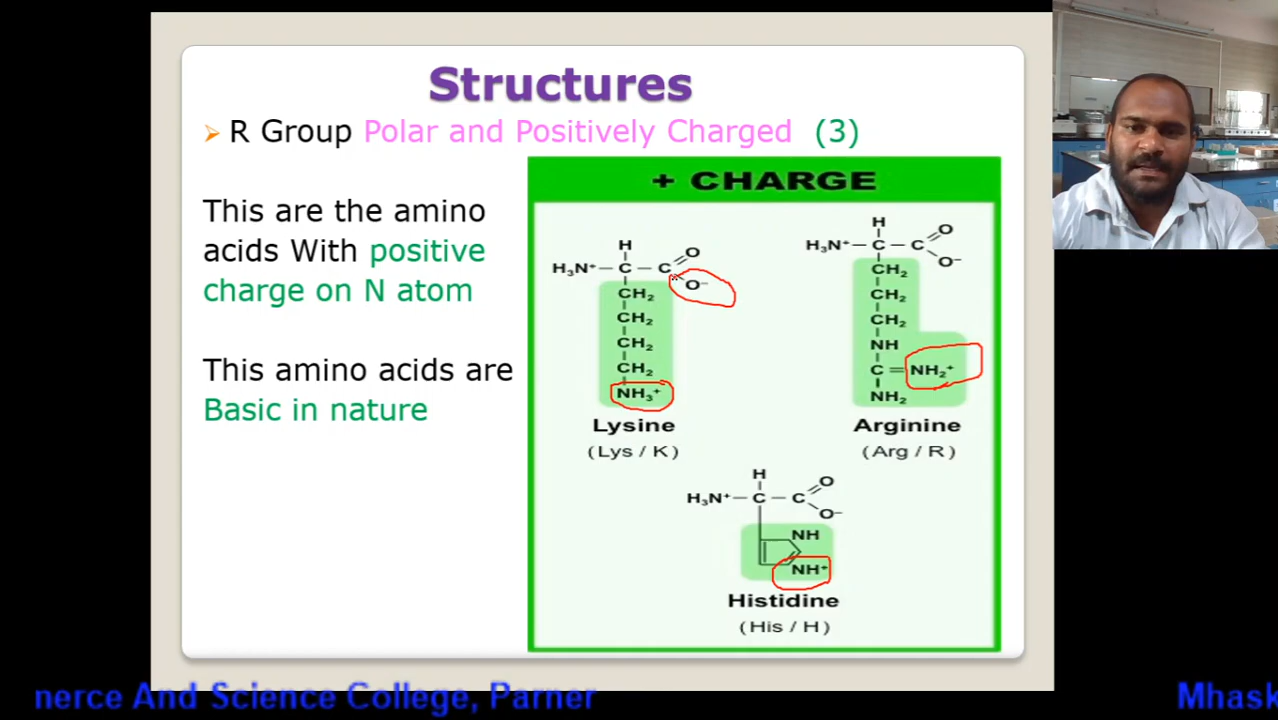 Structures
➢ R Group Polar and Positively Charged (3)
This are the amino
acids With positive
charge on N atom
This amino acids are
Basic in nature
+ CHARGE
H
H₃N⁺– C – C
O
O⁻
CH₂
CH₂
CH₂
CH₂
NH₃⁺
Lysine
(Lys / K)
H
H₃N⁺– C – C
O
O⁻
CH₂
CH₂
CH₂
NH
C = NH₂⁺
NH₂
Arginine
(Arg / R)
H
H₃N⁺– C – C
O
O⁻
NH
NH⁺
Histidine
(His / H)
nerce And Science College, Parner
Mhask